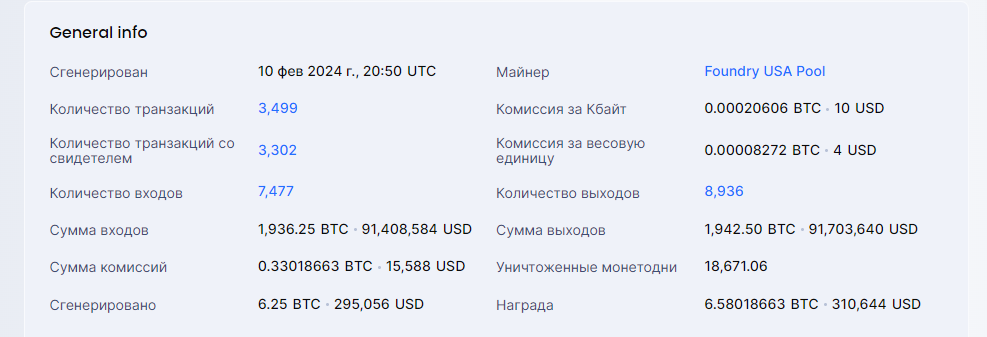 General info
Сгенерирован 10 фев 2024 г., 20:50 UTC Майнер Foundry USA Pool
Количество транзакций 3,499 Комиссия за Кбайт 0.00020606 BTC • 10 USD
Количество транзакций со
свидетелем 3,302 Комиссия за весовую
единицу 0.00008272 BTC • 4 USD
Количество входов 7,477 Количество выходов 8,936
Сумма входов 1,936.25 BTC • 91,408,584 USD Сумма выходов 1,942.50 BTC • 91,703,640 USD
Сумма комиссий 0.33018663 BTC • 15,588 USD Уничтоженные монетодни 18,671.06
Сгенерировано 6.25 BTC • 295,056 USD Награда 6.58018663 BTC • 310,644 USD